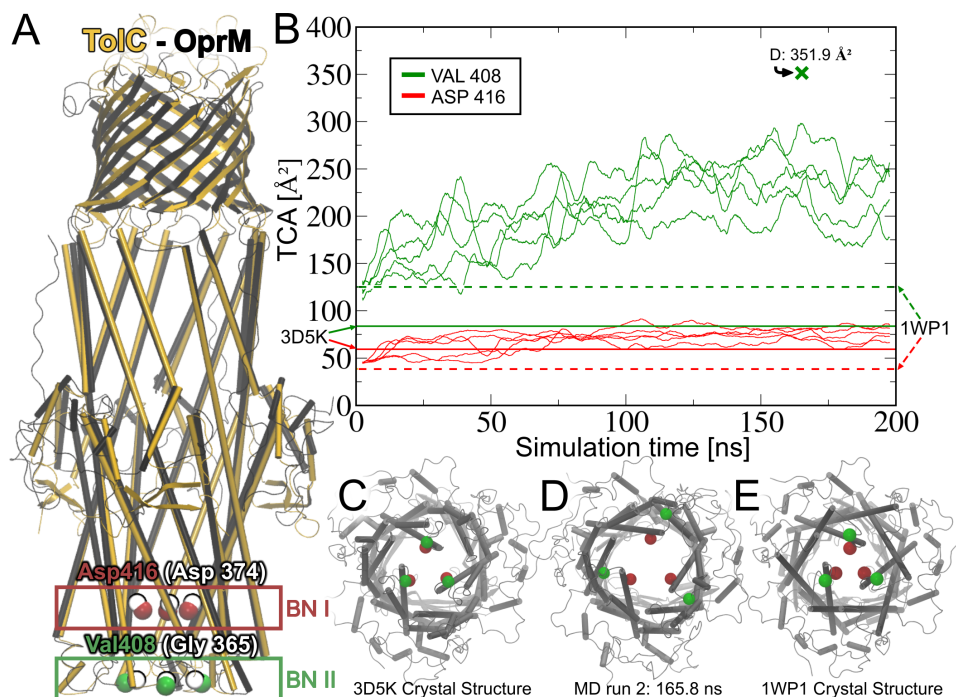 A
TolC - OprM
Asp416 (Asp 374)
BN I
Val408 (Gly 365)
BN II
B
TCA [Å²]
400
350
300
250
200
150
100
50
0
VAL 408
ASP 416
D: 351.9 Å²
3D5K
3D5K
1WP1
0
50
100
150
200
Simulation time [ns]
C
3D5K Crystal Structure
D
MD run 2: 165.8 ns
E
1WP1 Crystal Structure